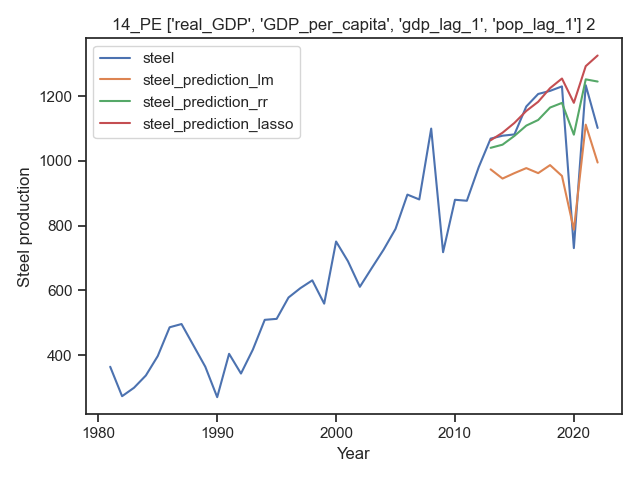 14_PE ['real_GDP', 'GDP_per_capita', 'gdp_lag_1', 'pop_lag_1'] 2
steel
steel_prediction_lm
steel_prediction_rr
steel_prediction_lasso
Steel production
1200
1000
800
600
400
1980
1990
2000
2010
2020
Year